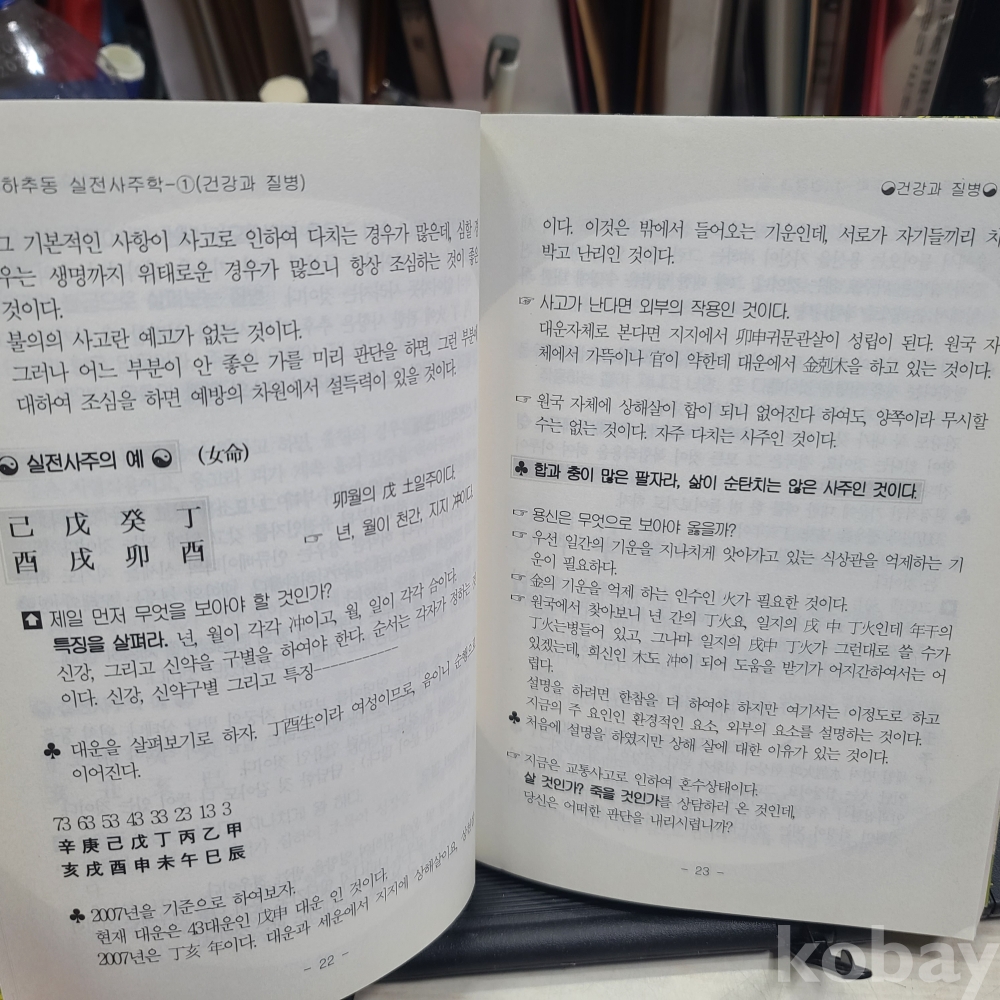 하추동 실전사주학-①(건강과 질병)
그 기본적인 사항이 사고로 인하여 다치는 경우가 많은데, 심할
우는 생명까지 위태로운 경우가 많으니 항상 조심하는 것이 좋은
것이다.
불의의 사고란 예고가 없는 것이다.
그러나 어느 부분이 안 좋은 가를 미리 판단을 하면, 그런 부분에
대하여 조심을 하면 예방의 차원에서 설득력이 있을 것이다.
실전사주의 예 (女命)
己 戊 癸 丁
酉 戌 卯 酉
卯월의 戊 土일주이다.
☞ 년, 월이 천간, 지지 冲이다.
제일 먼저 무엇을 보아야 할 것인가?
특징을 살펴라. 년, 월이 각각 冲이고, 월, 일이 각각 合이다.
신강, 그리고 신약을 구별을 하여야 한다. 순서는 각자가 정하는
이다. 신강, 신약구별 그리고 특징
♣ 대운을 살펴보기로 하자. 丁酉生이라 여성이므로, 음이니 순행으
이어진다.
73 63 53 43 33 23 13 3
辛 庚 己 戊 丁 丙 乙 甲
亥 戌 酉 申 未 午 巳 辰
♣ 2007년을 기준으로 하여보자.
현재 대운은 43대운인 戊申 대운 인 것이다.
2007년은 丁亥 年이다. 대운과 세운에서 지지에 상해살이요,
- 22 -
건강과 질병
이다. 이것은 밖에서 들어오는 기운인데, 서로가 자기들끼리 치
박고 난리인 것이다.
☞ 사고가 난다면 외부의 작용인 것이다.
대운자체로 본다면 지지에서 卯申귀문관살이 성립이 된다. 원국 자
체에서 가뜩이나 官이 약한데 대운에서 金剋木을 하고 있는 것이다.
☞ 원국 자체에 상해살이 합이 되니 없어진다 하여도, 양쪽이라 무시할
수는 없는 것이다. 자주 다치는 사주인 것이다.
♣ 합과 충이 많은 팔자라, 삶이 순탄치는 않은 사주인 것이다.
☞ 용신은 무엇으로 보아야 옳을까?
☞ 우선 일간의 기운을 지나치게 앗아가고 있는 식상관을 억제하는 기
운이 필요하다.
☞ 金의 기운을 억제 하는 인수인 火가 필요한 것이다.
☞ 원국에서 찾아보니 년 간의 丁火요, 일지의 戌 中 丁火인데 年干의
丁火는병들어 있고, 그나마 일지의 戌中 丁火가 그런대로 쓸 수가
있겠는데, 희신인 木도 冲이 되어 도움을 받기가 어지간하여서는 어
렵다.
설명을 하려면 한참을 더 하여야 하지만 여기서는 이정도로 하고
지금의 주 요인인 환경적인 요소, 외부의 요소를 설명하는 것이다.
♣ 처음에 설명을 하였지만 상해 살에 대한 이유가 있는 것이다.
☞ 지금은 교통사고로 인하여 혼수상태이다.
살 것인가? 죽을 것인가를 상담하러 온 것인데,
당신은 어떠한 판단을 내리시렵니까?
- 23 -
kobay